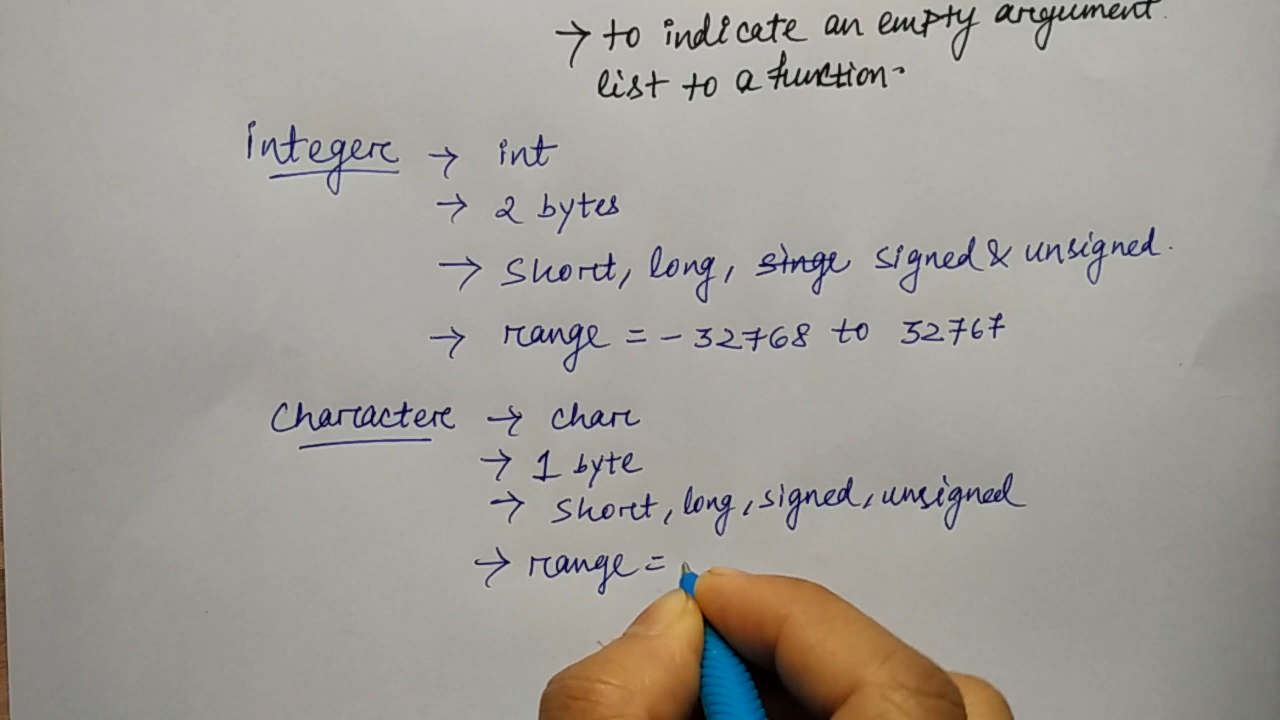 → to indicate an empty argument
list to a function.
Integer → int
→ 2 bytes
→ short, long, singe signed & unsigned.
→ range = - 32768 to 32767
Character → char
→ 1 byte
→ short, long, signed, unsigned
→ range =